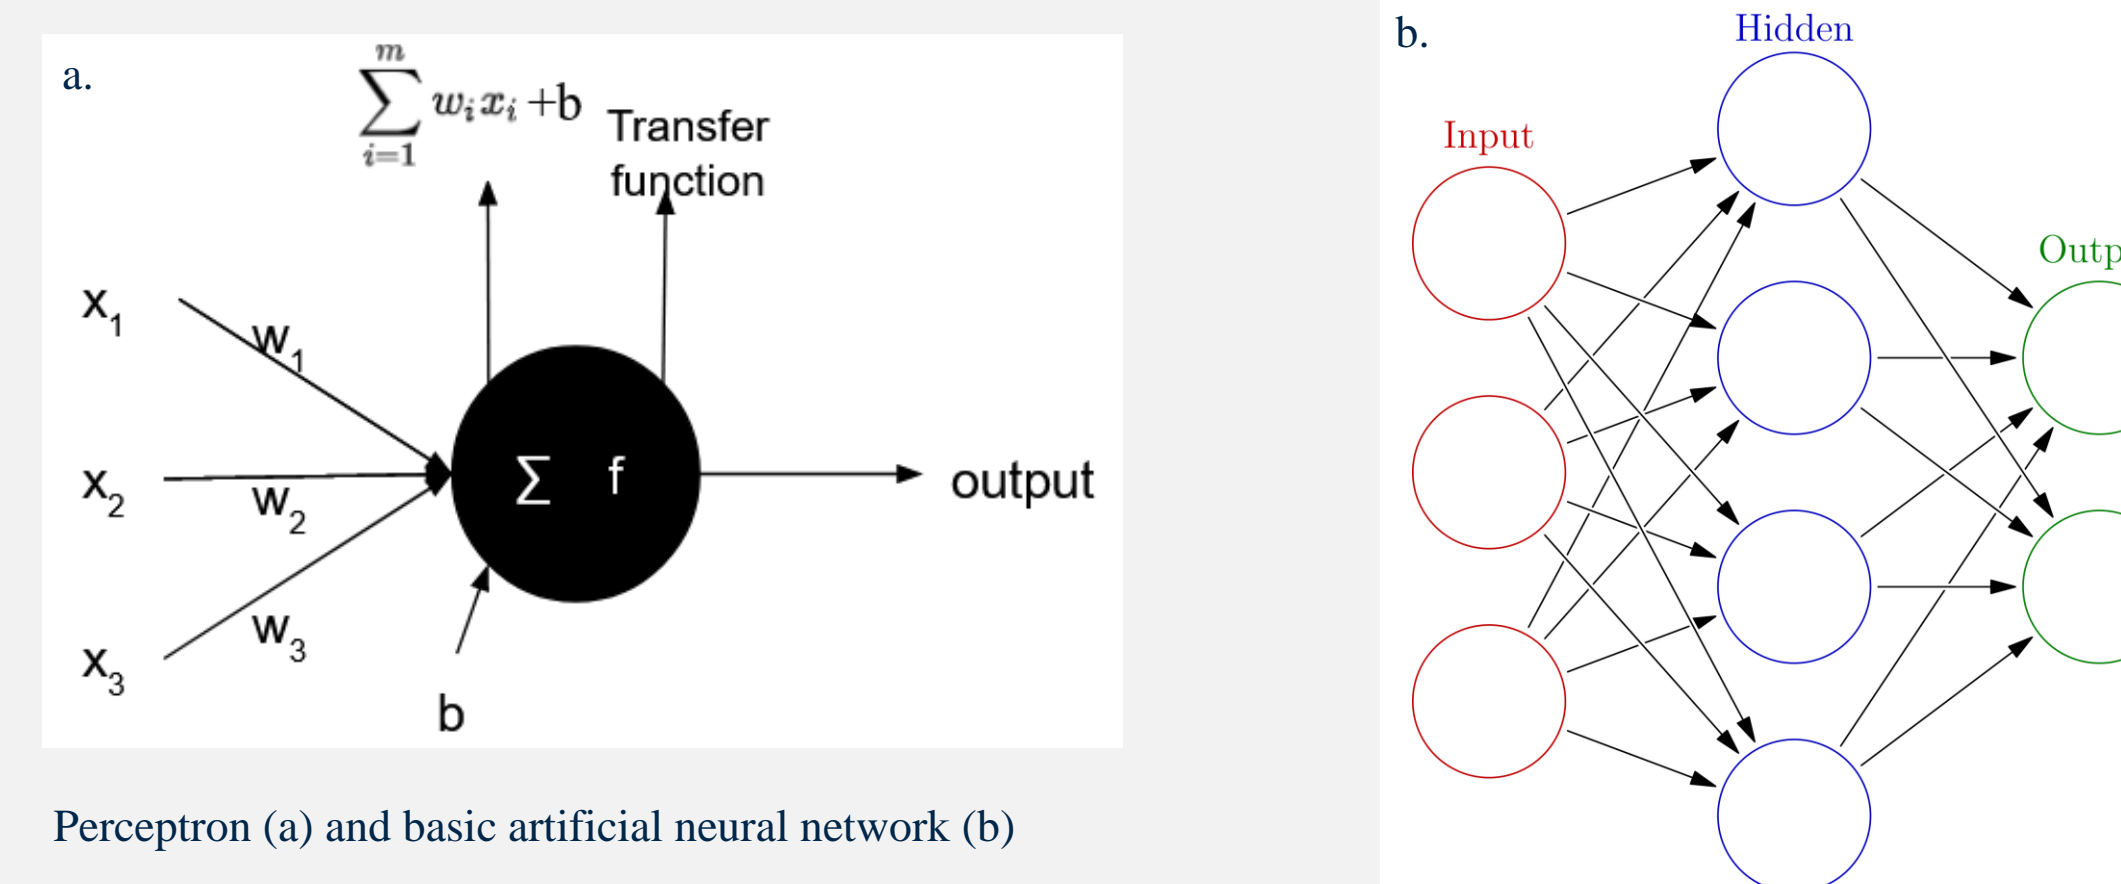 a.
m
∑ wᵢxᵢ +b
i=1
Transfer
function
x₁
w₁
x₂
w₂
x₃
w₃
∑ f
output
b
Perceptron (a) and basic artificial neural network (b)
b.
Hidden
Input
Outp